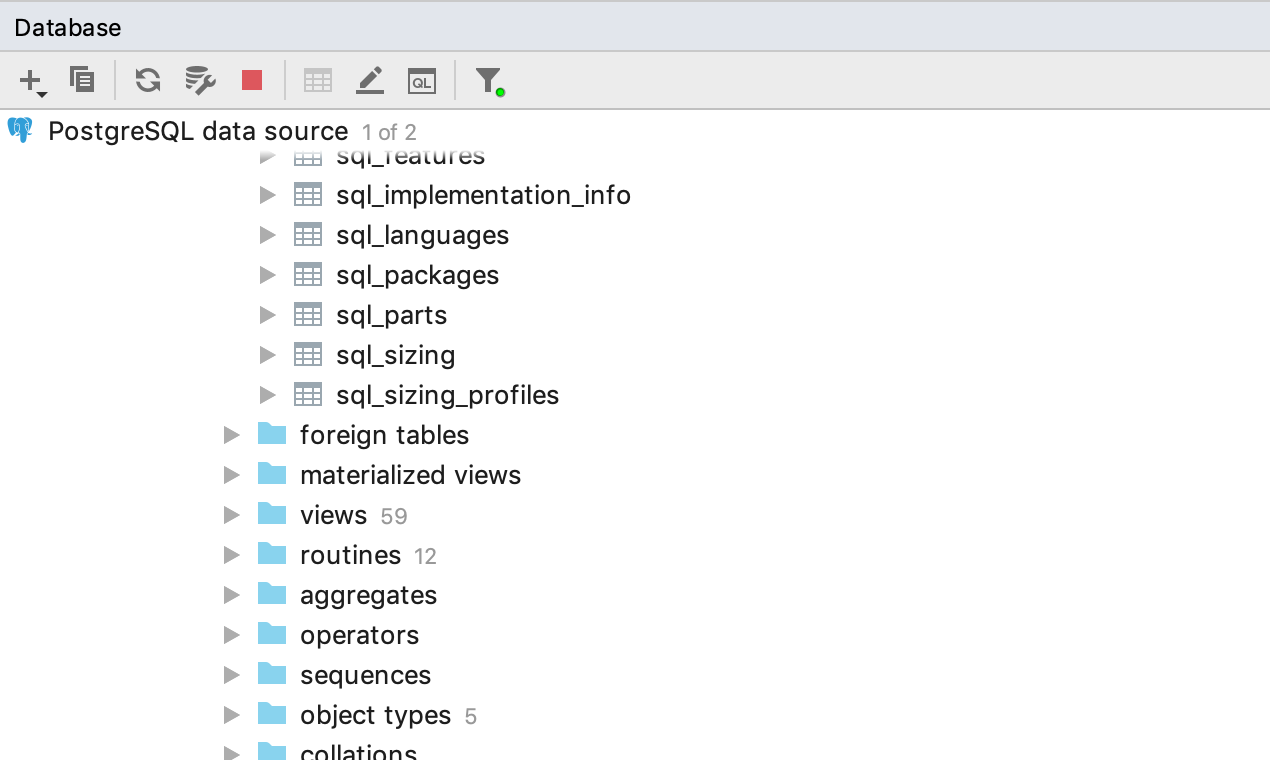 Database
QL
PostgreSQL data source 1 of 2
sql_features
sql_implementation_info
sql_languages
sql_packages
sql_parts
sql_sizing
sql_sizing_profiles
foreign tables
materialized views
views 59
routines 12
aggregates
operators
sequences
object types 5
collations